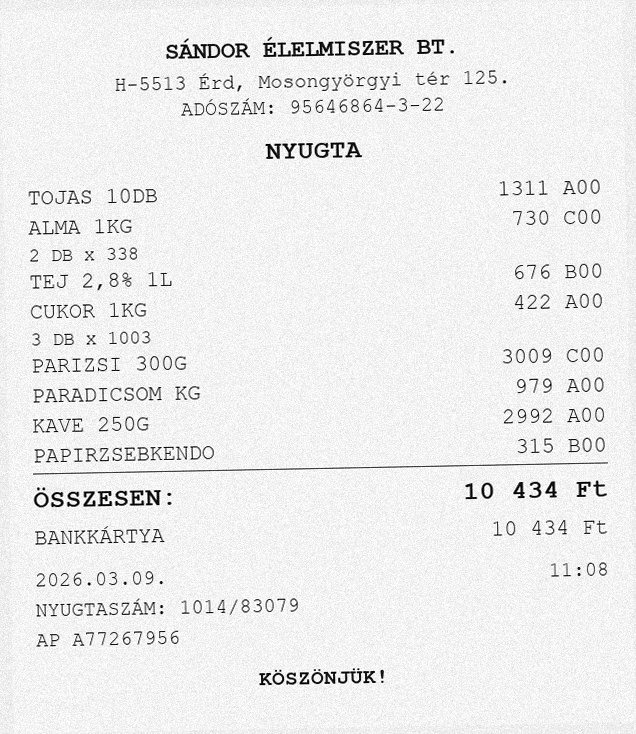 SÁNDOR ÉLELMISZER BT.
H-5513 Érd, Mosongyörgyi tér 125.
ADÓSZÁM: 95646864-3-22
NYUGTA
TOJAS 10DB 1311 A00
ALMA 1KG 730 C00
2 DB x 338
TEJ 2,8% 1L 676 B00
CUKOR 1KG 422 A00
3 DB x 1003
PARIZSI 300G 3009 C00
PARADICSOM KG 979 A00
KAVE 250G 2992 A00
PAPIRZSEBKENDO 315 B00
ÖSSZESEN: 10 434 Ft
BANKKÁRTYA 10 434 Ft
2026.03.09. 11:08
NYUGTASZÁM: 1014/83079
AP A77267956
KÖSZÖNJÜK!